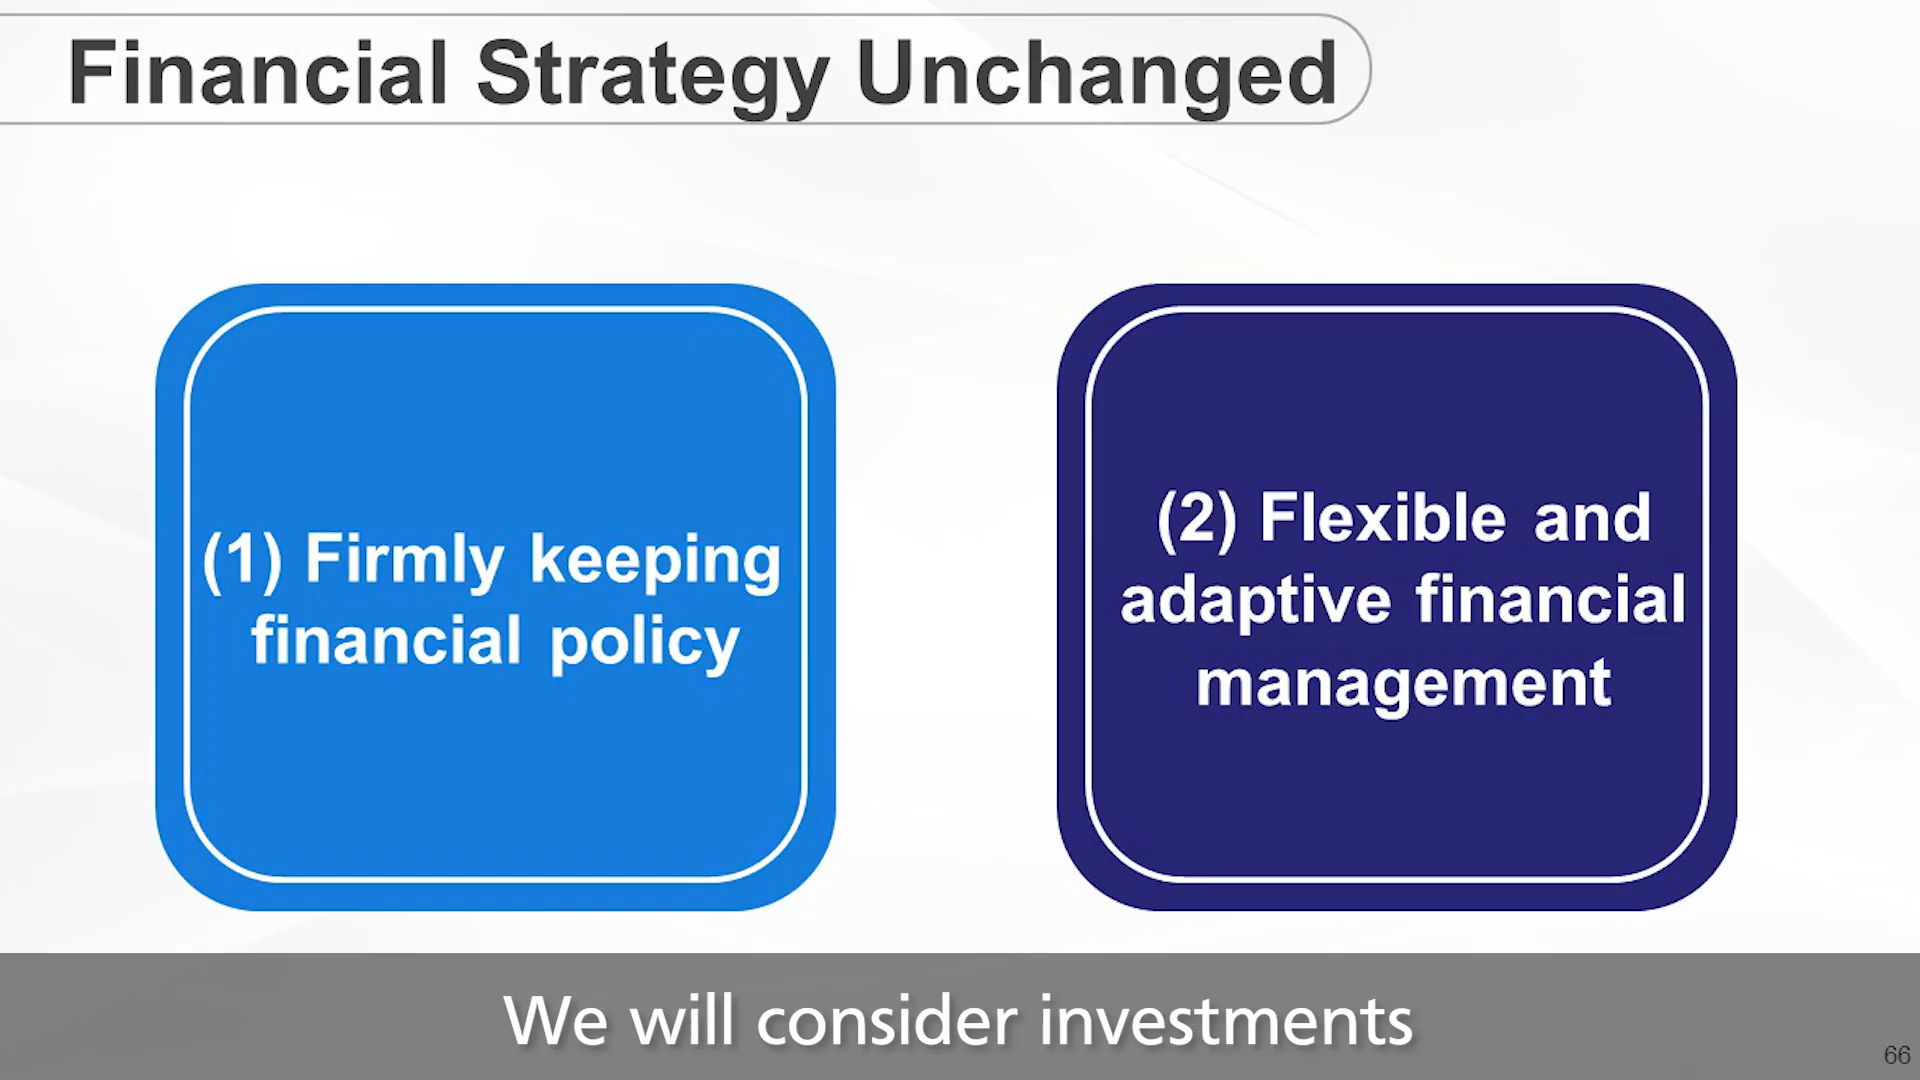 Financial Strategy Unchanged
(1) Firmly keeping
financial policy
(2) Flexible and
adaptive financial
management
We will consider investments
66